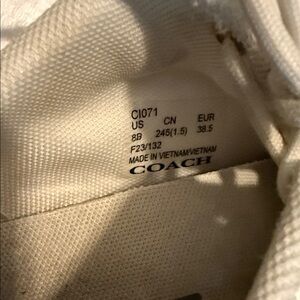 CI071
US CN EUR
8B 245(1.5) 38.5
F23/132
MADE IN VIETNAM/VIETNAM
COACH